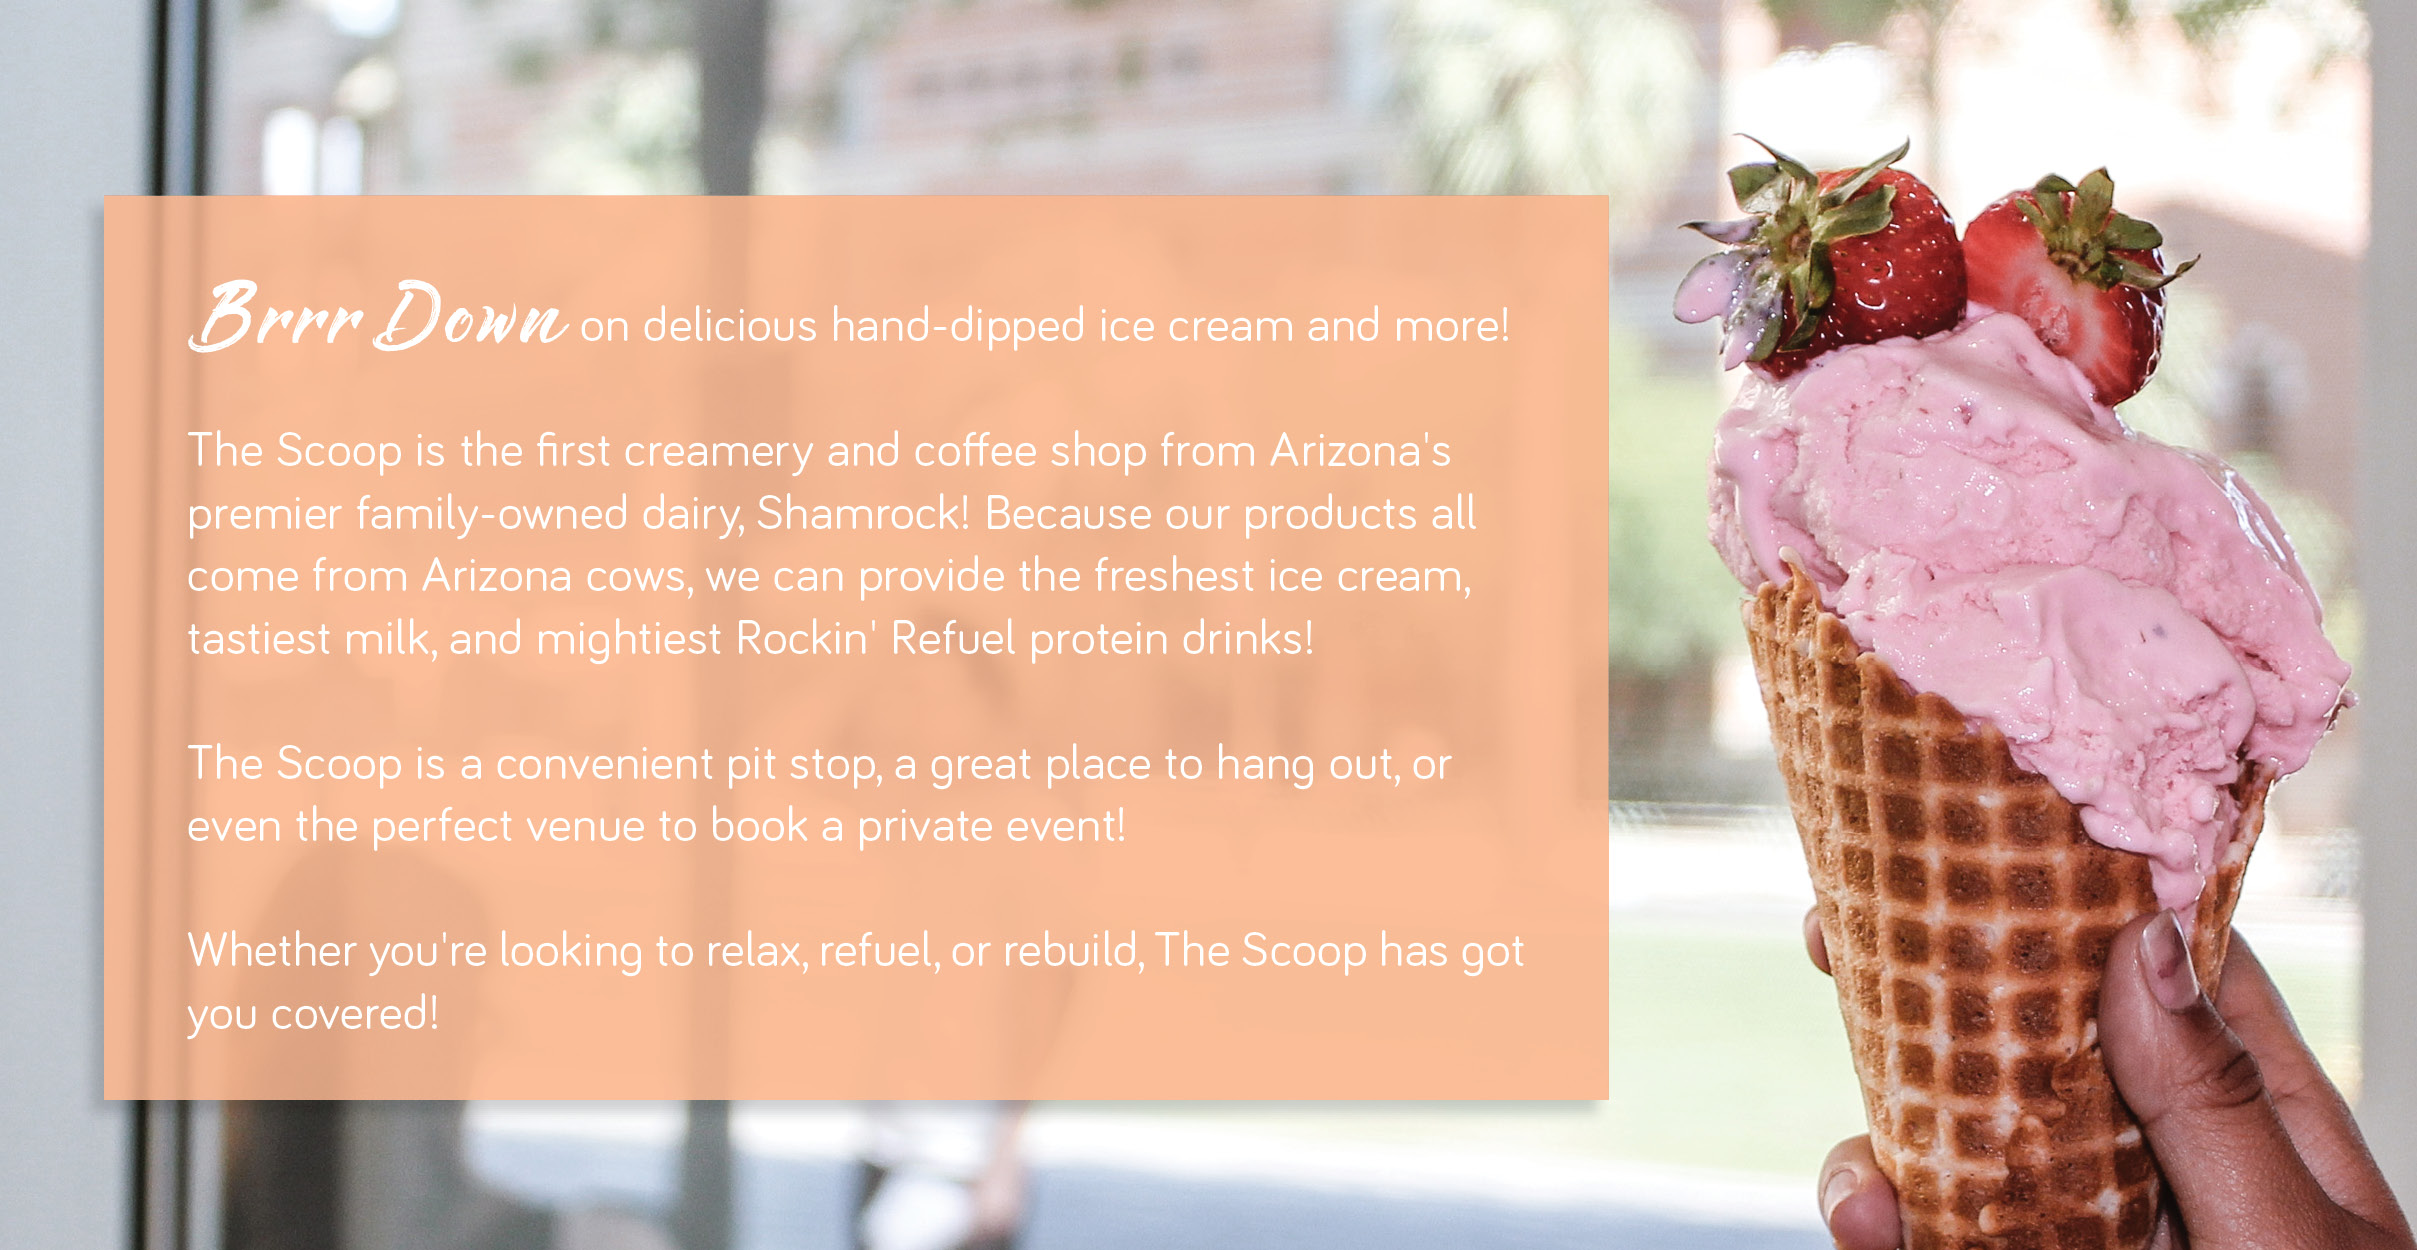 Brrr Down on delicious hand-dipped ice cream and more!
The Scoop is the first creamery and coffee shop from Arizona's
premier family-owned dairy, Shamrock! Because our products all
come from Arizona cows, we can provide the freshest ice cream,
tastiest milk, and mightiest Rockin' Refuel protein drinks!
The Scoop is a convenient pit stop, a great place to hang out, or
even the perfect venue to book a private event!
Whether you're looking to relax, refuel, or rebuild, The Scoop has got
you covered!